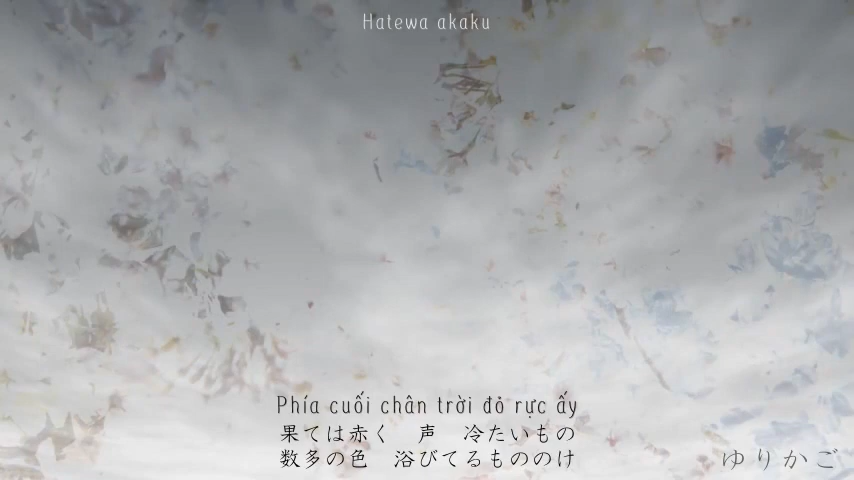 Hatewa akaku
Phía cuối chân trời đỏ rực ấy
果ては赤く　声　冷たいもの
数多の色　浴びてるもののけ
ゆりかご